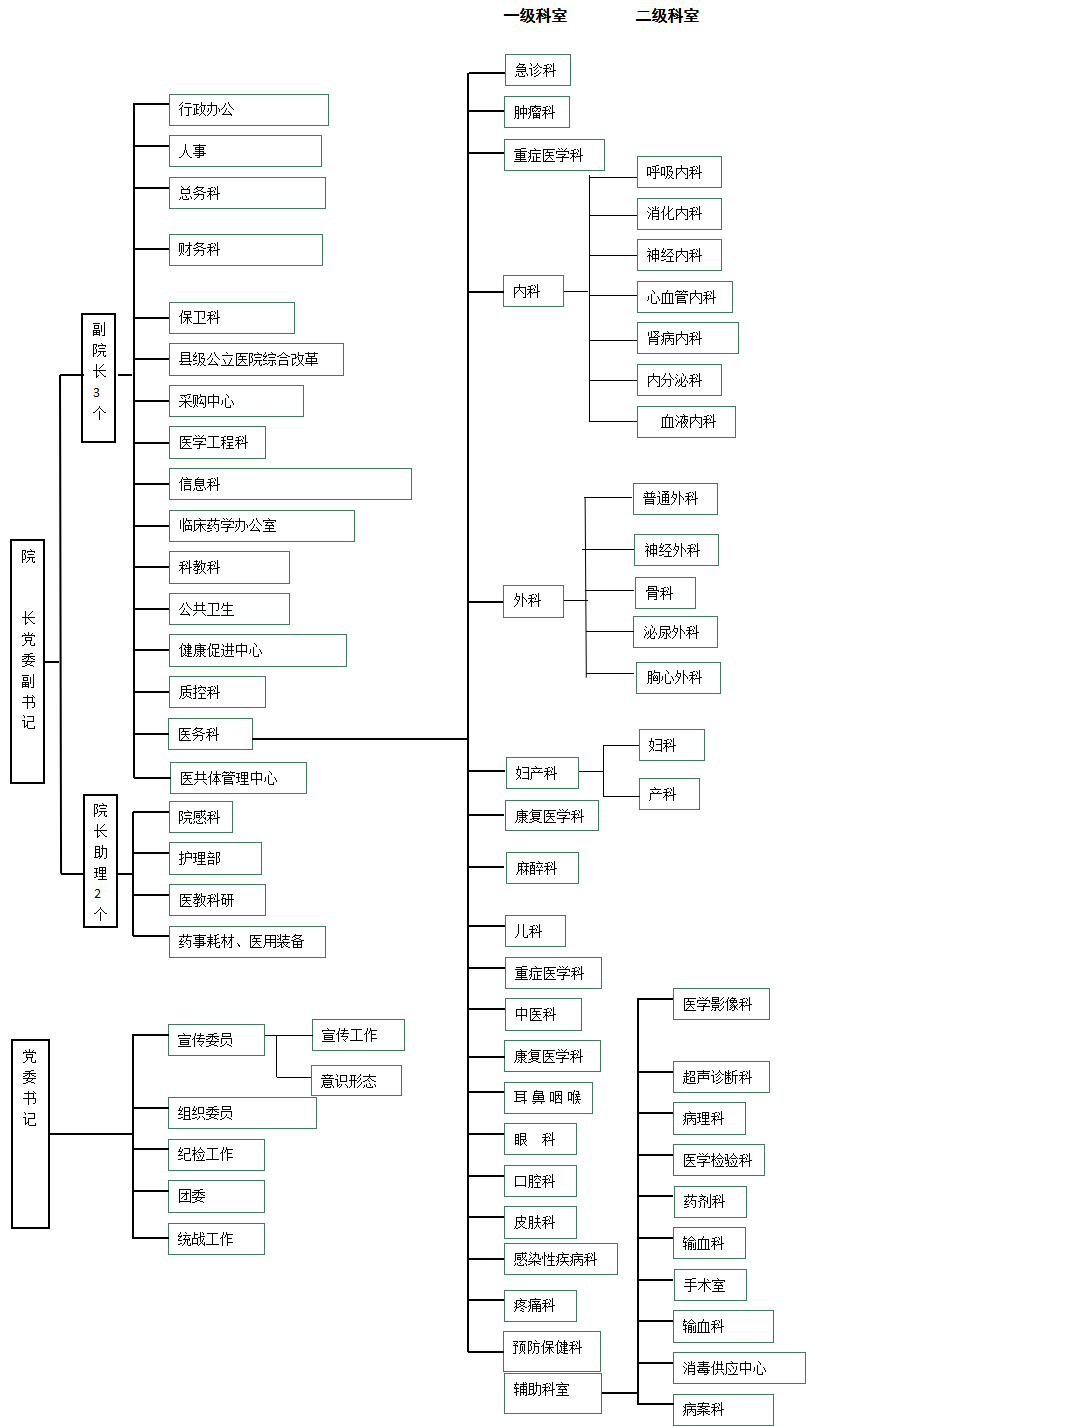 一级科室
二级科室
院
长
党
委
副
书
记
副
院
长
3
个
行政办公
人事
总务科
财务科
保卫科
县级公立医院综合改革
采购中心
医学工程科
信息科
临床药学办公室
科教科
公共卫生
健康促进中心
质控科
医务科
医共体管理中心
院
长
助
理
2
个
院感科
护理部
医教科研
药事耗材、医用装备
党
委
书
记
宣传委员
宣传工作
意识形态
组织委员
纪检工作
团委
统战工作
急诊科
肿瘤科
重症医学科
内科
呼吸内科
消化内科
神经内科
心血管内科
肾病内科
内分泌科
血液内科
外科
普通外科
神经外科
骨科
泌尿外科
胸心外科
妇产科
妇科
产科
康复医学科
麻醉科
儿科
重症医学科
中医科
康复医学科
耳 鼻 咽 喉
眼 科
口腔科
皮肤科
感染性疾病科
疼痛科
预防保健科
辅助科室
医学影像科
超声诊断科
病理科
医学检验科
药剂科
输血科
手术室
输血科
消毒供应中心
病案科